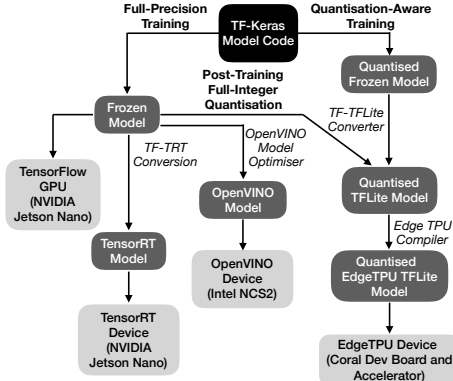 Full-Precision
Training
TF-Keras
Model Code
Quantisation-Aware
Training
Quantised
Frozen Model
Post-Training
Full-Integer
Quantisation
Frozen
Model
TF-TFLite
Converter
TF-TRT
Conversion
OpenVINO
Model
Optimiser
TensorFlow
GPU
(NVIDIA
Jetson Nano)
OpenVINO
Model
Quantised
TFLite Model
Edge TPU
Compiler
TensorRT
Model
OpenVINO
Device
(Intel NCS2)
Quantised
EdgeTPU TFLite
Model
TensorRT
Device
(NVIDIA
Jetson Nano)
EdgeTPU Device
(Coral Dev Board and
Accelerator)